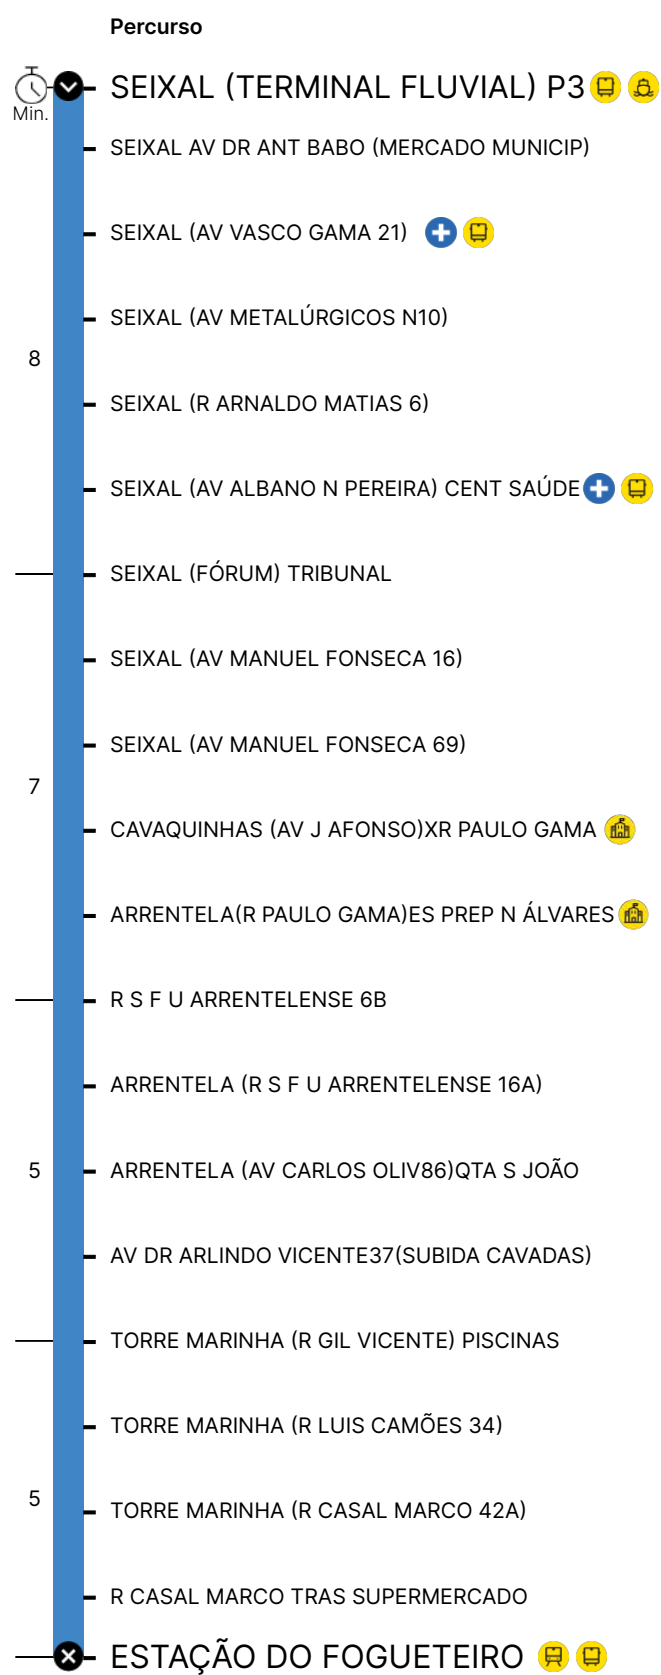 Percurso
SEIXAL (TERMINAL FLUVIAL) P3
Min.
SEIXAL AV DR ANT BABO (MERCADO MUNICIP)
SEIXAL (AV VASCO GAMA 21)
SEIXAL (AV METALÚRGICOS N10)
8
SEIXAL (R ARNALDO MATIAS 6)
SEIXAL (AV ALBANO N PEREIRA) CENT SAÚDE
SEIXAL (FÓRUM) TRIBUNAL
SEIXAL (AV MANUEL FONSECA 16)
SEIXAL (AV MANUEL FONSECA 69)
7
CAVAQUINHAS (AV J AFONSO)XR PAULO GAMA
ARRENTELA(R PAULO GAMA)ES PREP N ÁLVARES
R S F U ARRENTELENSE 6B
ARRENTELA (R S F U ARRENTELENSE 16A)
5
ARRENTELA (AV CARLOS OLIV86)QTA S JOÃO
AV DR ARLINDO VICENTE37(SUBIDA CAVADAS)
TORRE MARINHA (R GIL VICENTE) PISCINAS
TORRE MARINHA (R LUIS CAMÕES 34)
5
TORRE MARINHA (R CASAL MARCO 42A)
R CASAL MARCO TRAS SUPERMERCADO
ESTAÇÃO DO FOGUETEIRO